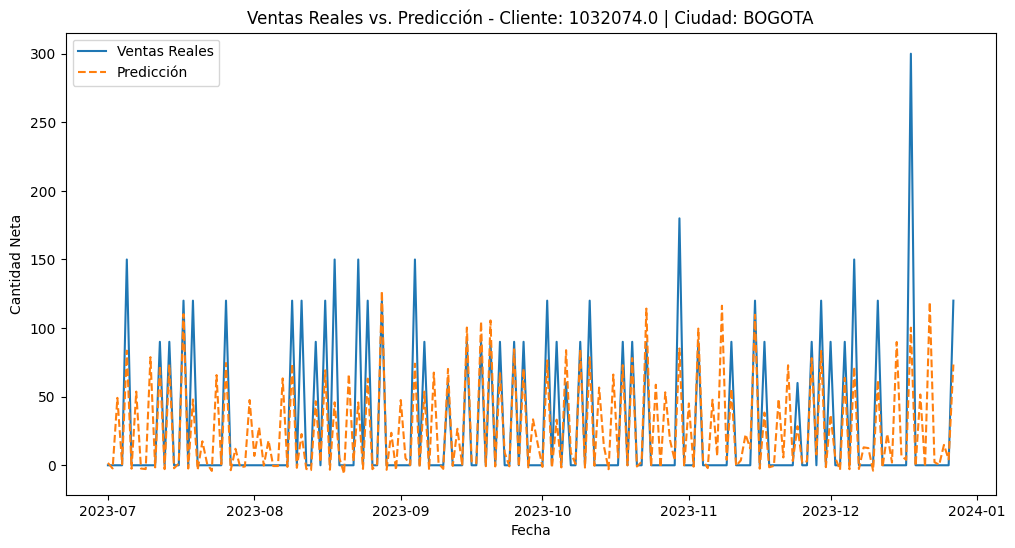 Ventas Reales vs. Predicción - Cliente: 1032074.0 | Ciudad: BOGOTA
Ventas Reales
Predicción
Cantidad Neta
300
250
200
150
100
50
0
2023-07
2023-08
2023-09
2023-10
2023-11
2023-12
2024-01
Fecha